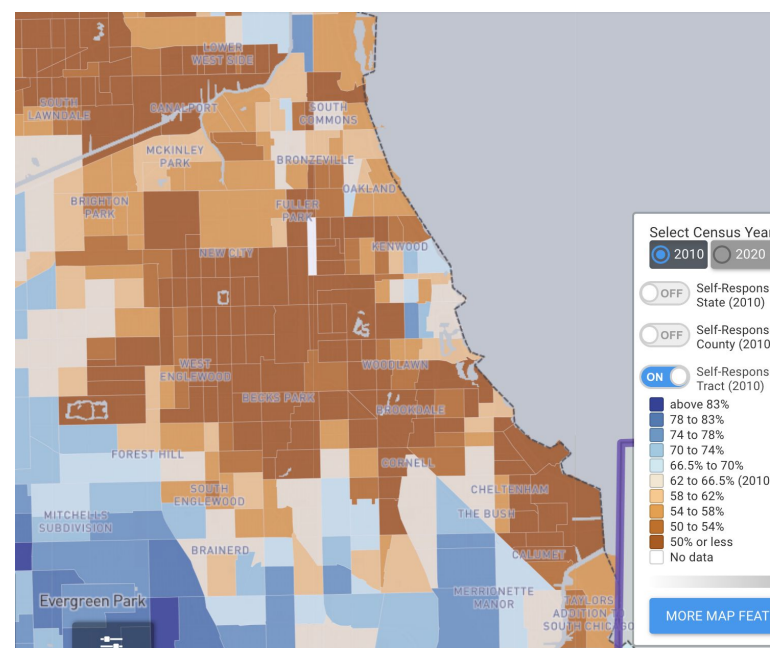 LOWER
WEST SIDE
SOUTH
LAWNDALE
CANALPORT
SOUTH
COMMONS
MCKINLEY
PARK
BRONZEVILLE
OAKLAND
BRIGHTON
PARK
FULLER
PARK
NEW CITY
KENWOOD
WEST
ENGLEWOOD
WOODLAWN
BECKS PARK
BROOKDALE
FOREST HILL
CORNELL
SOUTH
ENGLEWOOD
CHELTENHAM
THE BUSH
MITCHELLS
SUBDIVISION
BRAINERD
CALUMET
Evergreen Park
MERRIONETTE
MANOR
TAYLORS
ADDITION TO
SOUTH CHICAGO
Select Census Year
2010 2020
OFF Self-Respons
State (2010)
OFF Self-Respons
County (2010
ON Self-Respons
Tract (2010)
above 83%
78 to 83%
74 to 78%
70 to 74%
66.5% to 70%
62 to 66.5% (2010
58 to 62%
54 to 58%
50 to 54%
50% or less
No data
MORE MAP FEAT